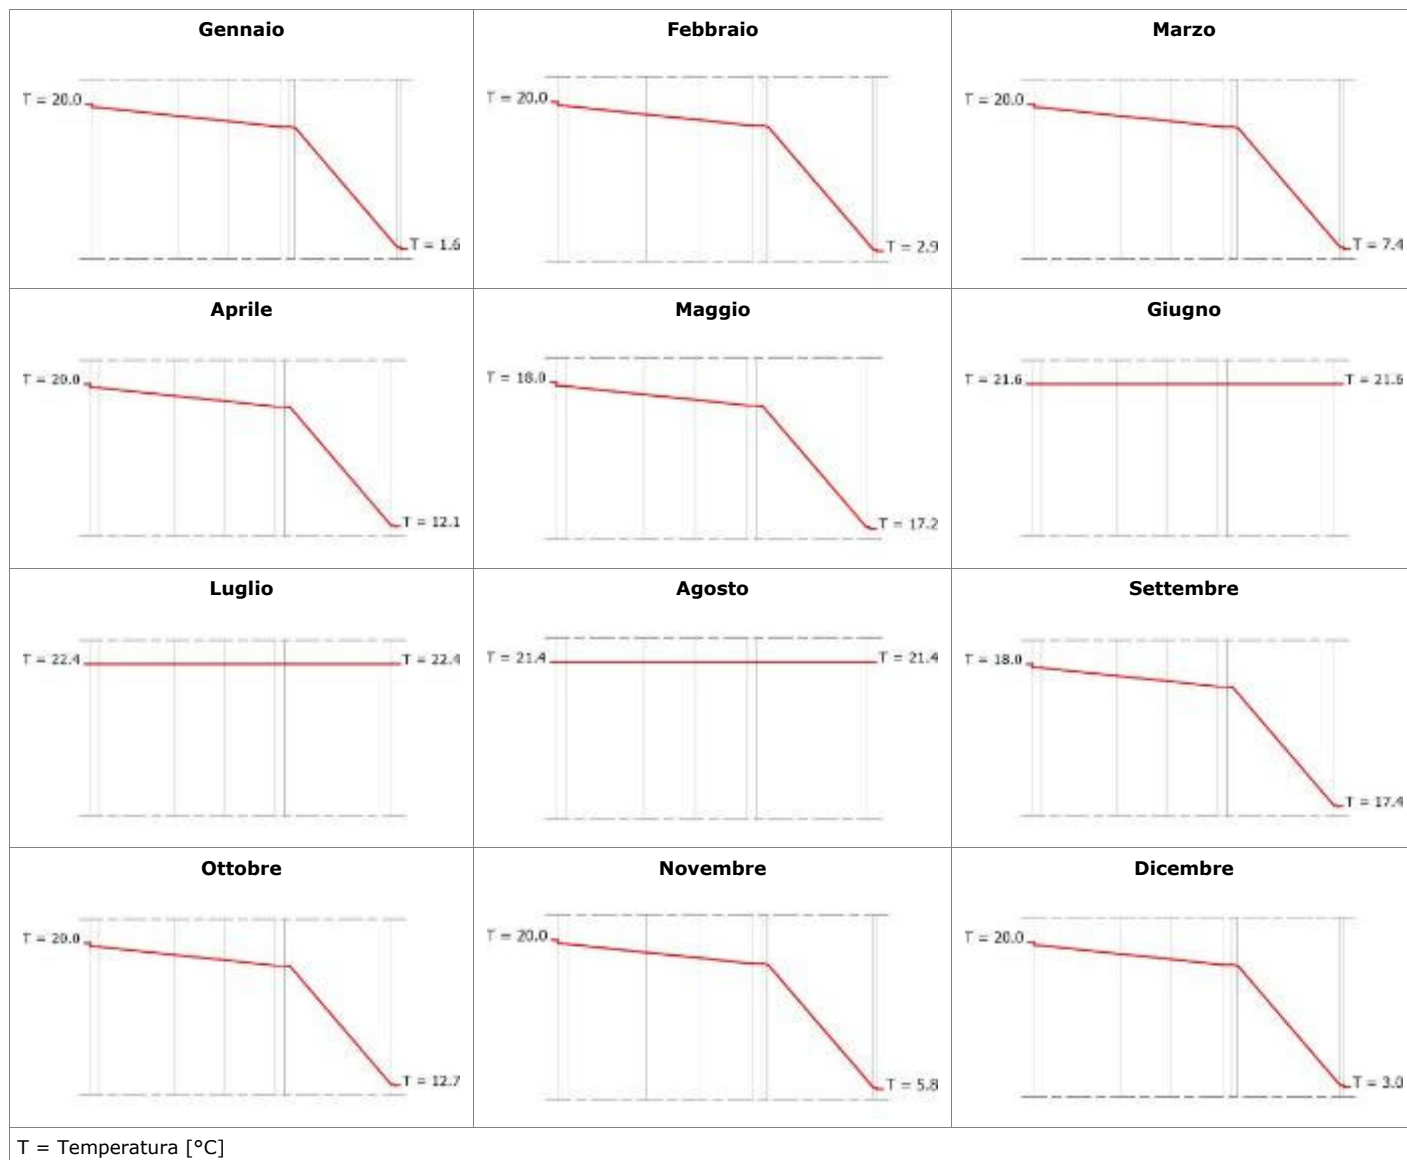 Gennaio
Febbraio
Marzo
T = 20.0
T = 1.6
T = 20.0
T = 2.9
T = 20.0
T = 7.4
Aprile
Maggio
Giugno
T = 20.0
T = 12.1
T = 18.0
T = 17.2
T = 21.6
T = 21.6
Luglio
Agosto
Settembre
T = 22.4
T = 22.4
T = 21.4
T = 21.4
T = 18.0
T = 17.4
Ottobre
Novembre
Dicembre
T = 20.0
T = 12.7
T = 20.0
T = 5.8
T = 20.0
T = 3.0
T = Temperatura [°C]